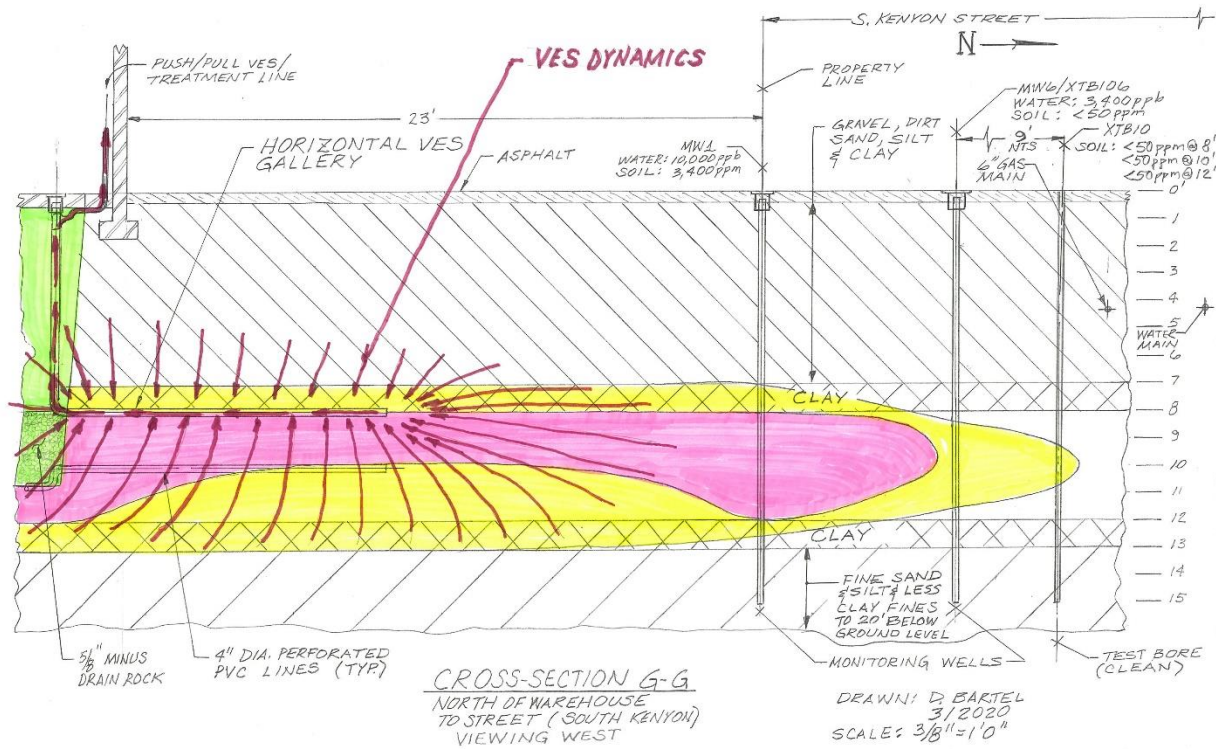 S. KENYON STREET
N
VES DYNAMICS
PUSH/PULL VES/
TREATMENT LINE
PROPERTY
LINE
MW6/XTB106
WATER: 3,400ppb
SOIL: <50ppm
23'
GRAVEL, DIRT
SAND, SILT
& CLAY
9'
NTS
XTB10
SOIL: <50ppm@8'
<50ppm@10'
<50ppm@12'
HORIZONTAL VES
GALLERY
ASPHALT
MW1
WATER: 10,000ppb
SOIL: 3,400ppm
6" GAS
MAIN
0'
1
2
3
4
5
WATER
MAIN
6
7
CLAY
8
9
10
11
12
CLAY
13
14
15
FINE SAND
& SILT & LESS
CLAY FINES
TO 20' BELOW
GROUND LEVEL
5/8" MINUS
DRAIN ROCK
4" DIA. PERFORATED
PVC LINES (TYP.)
MONITORING WELLS
TEST BORE
(CLEAN)
CROSS-SECTION G-G
NORTH OF WAREHOUSE
TO STREET (SOUTH KENYON)
VIEWING WEST
DRAWN: D. BARTEL
3/2020
SCALE: 3/8"=1'0"